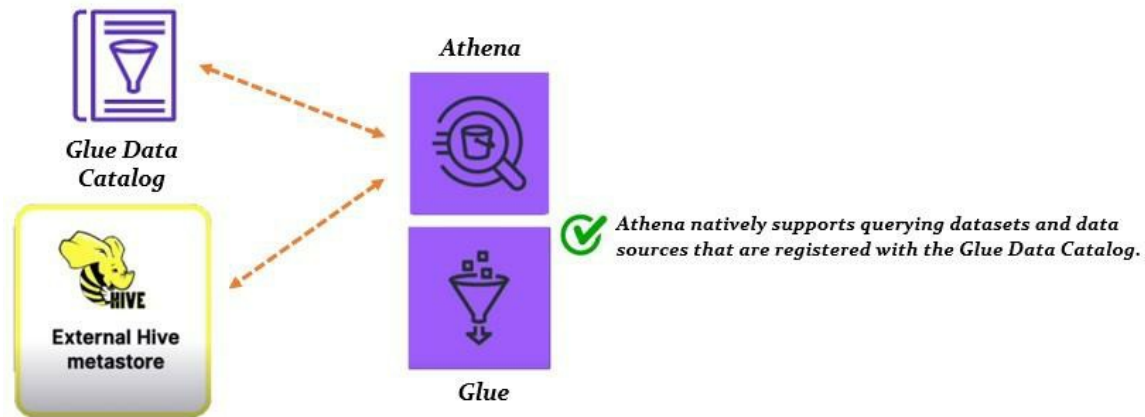 Athena
Glue Data
Catalog
HIVE
External Hive
metastore
Athena natively supports querying datasets and data
sources that are registered with the Glue Data Catalog.
Glue